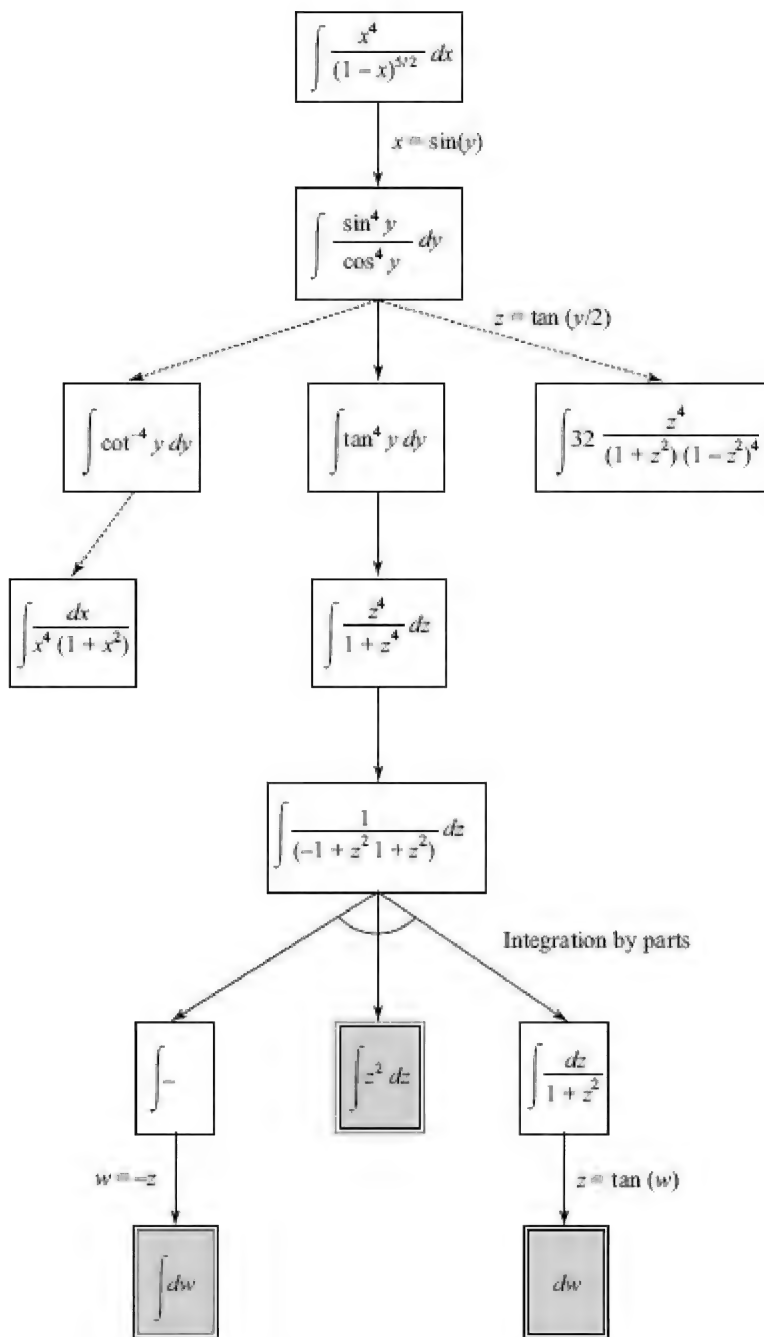 ∫ x⁴/(1 − x)^5/2 dx
x = sin(y)
∫ sin⁴ y/cos⁴ y dy
z = tan (y/2)
∫ cot⁻⁴ y dy
∫ tan⁴ y dy
∫ 32 z⁴/(1 + z²) (1 − z²)⁴
∫ dx/x⁴ (1 + x²)
∫ z⁴/1 + z⁴ dz
∫ 1/(−1 + z² 1 + z²) dz
Integration by parts
∫ −
∫ z² dz
∫ dz/1 + z²
w = −z
z = tan (w)
∫ dw
dw